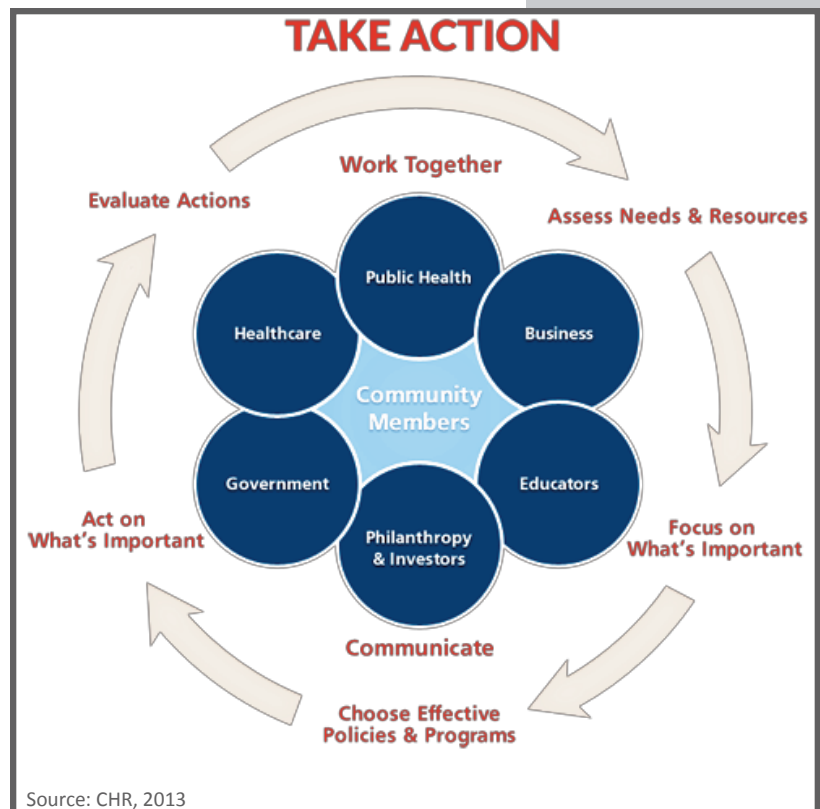 TAKE ACTION
Work Together
Evaluate Actions
Assess Needs & Resources
Public Health
Healthcare
Business
Community
Members
Government
Educators
Philanthropy
& Investors
Act on
What's Important
Focus on
What's Important
Communicate
Choose Effective
Policies & Programs
Source: CHR, 2013